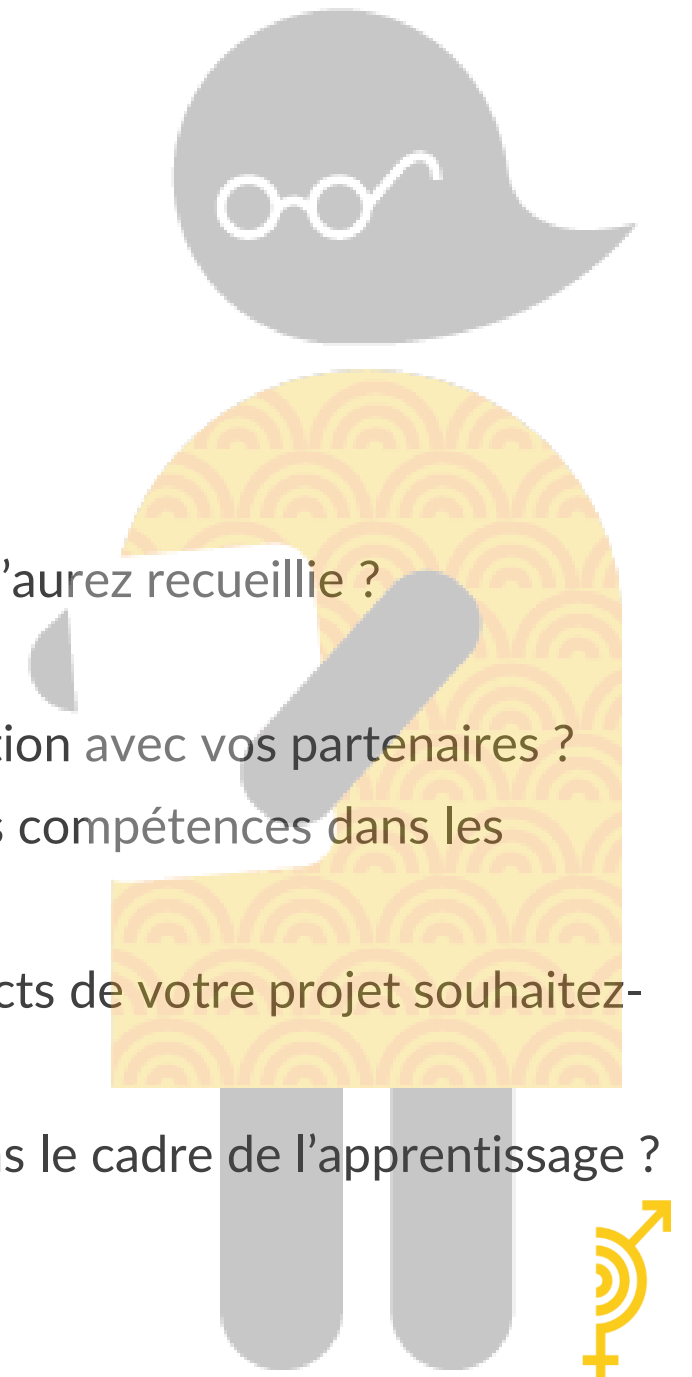 ’aurez recueillie ?
tion avec vos partenaires ?
s compétences dans les
cts de votre projet souhaitez-
s le cadre de l’apprentissage ?